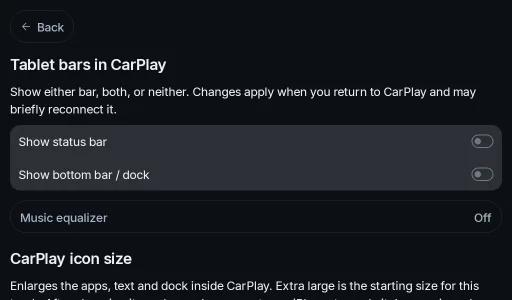 ← Back
Tablet bars in CarPlay
Show either bar, both, or neither. Changes apply when you return to CarPlay and may
briefly reconnect it.
Show status bar
Show bottom bar / dock
Music equalizer Off
CarPlay icon size
Enlarges the apps, text and dock inside CarPlay. Extra large is the starting size for this